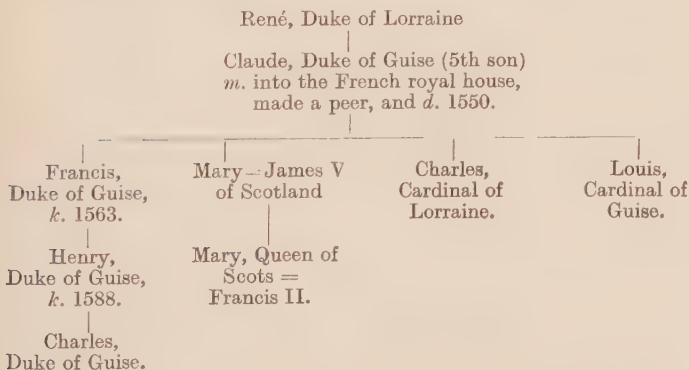 René, Duke of Lorraine
Claude, Duke of Guise (5th son)
m. into the French royal house,
made a peer, and d. 1550.
Francis,
Duke of Guise,
k. 1563.
Mary—James V
of Scotland
Charles,
Cardinal of
Lorraine.
Louis,
Cardinal of
Guise.
Henry,
Duke of Guise,
k. 1588.
Mary, Queen of
Scots =
Francis II.
Charles,
Duke of Guise.